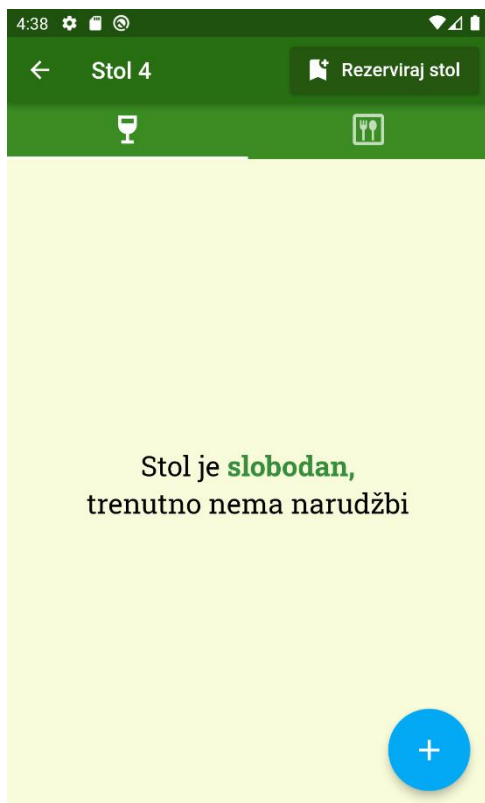 4:38
Stol 4
Rezerviraj stol
Stol je slobodan,
trenutno nema narudžbi